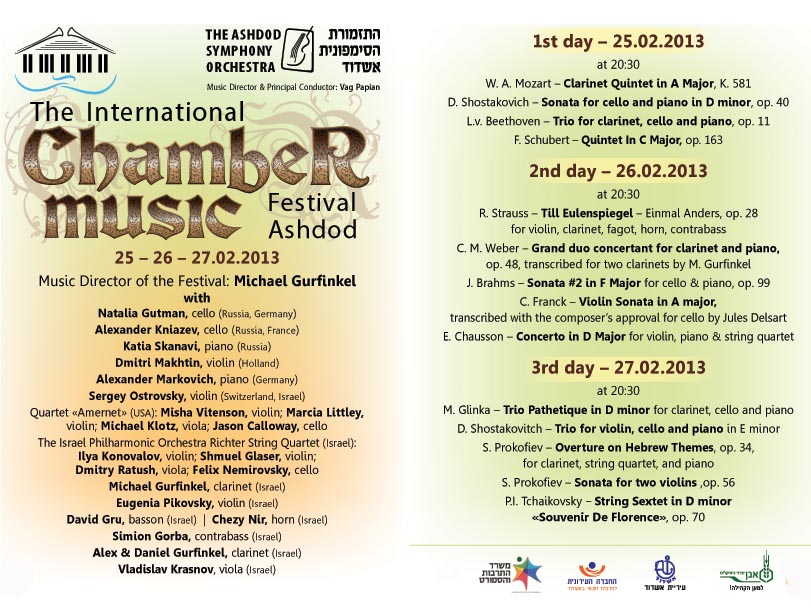 THE ASHDOD
SYMPHONY
ORCHESTRA
התזמורת
הסימפונית
אשדוד
Music Director & Principal Conductor: Vag Papian
The International
Chamber
music
Festival
Ashdod
25 – 26 – 27.02.2013
Music Director of the Festival: Michael Gurfinkel
with
Natalia Gutman, cello (Russia, Germany)
Alexander Kniazev, cello (Russia, France)
Katia Skanavi, piano (Russia)
Dmitri Makhtin, violin (Holland)
Alexander Markovich, piano (Germany)
Sergey Ostrovsky, violin (Switzerland, Israel)
Quartet «Amernet» (USA): Misha Vitenson, violin; Marcia Littley,
violin; Michael Klotz, viola; Jason Calloway, cello
The Israel Philharmonic Orchestra Richter String Quartet (Israel):
Ilya Konovalov, violin; Shmuel Glaser, violin;
Dmitry Ratush, viola; Felix Nemirovsky, cello
Michael Gurfinkel, clarinet (Israel)
Eugenia Pikovsky, violin (Israel)
David Gru, basson (Israel) | Chezy Nir, horn (Israel)
Simion Gorba, contrabass (Israel)
Alex & Daniel Gurfinkel, clarinet (Israel)
Vladislav Krasnov, viola (Israel)
1st day – 25.02.2013
at 20:30
W. A. Mozart – Clarinet Quintet in A Major, K. 581
D. Shostakovich – Sonata for cello and piano in D minor, op. 40
L.v. Beethoven – Trio for clarinet, cello and piano, op. 11
F. Schubert – Quintet In C Major, op. 163
2nd day – 26.02.2013
at 20:30
R. Strauss – Till Eulenspiegel – Einmal Anders, op. 28
for violin, clarinet, fagot, horn, contrabass
C. M. Weber – Grand duo concertant for clarinet and piano,
op. 48, transcribed for two clarinets by M. Gurfinkel
J. Brahms – Sonata #2 in F Major for cello & piano, op. 99
C. Franck – Violin Sonata in A major,
transcribed with the composer's approval for cello by Jules Delsart
E. Chausson – Concerto in D Major for violin, piano & string quartet
3rd day – 27.02.2013
at 20:30
M. Glinka – Trio Pathetique in D minor for clarinet, cello and piano
D. Shostakovitch – Trio for violin, cello and piano in E minor
S. Prokofiev – Overture on Hebrew Themes, op. 34,
for clarinet, string quartet, and piano
S. Prokofiev – Sonata for two violins ,op. 56
P.I. Tchaikovsky – String Sextet in D minor
«Souvenir De Florence», op. 70
משרד
התרבות
והספורט
החברה העירונית
עיריית אשדוד
אבן
למען הקהילה!